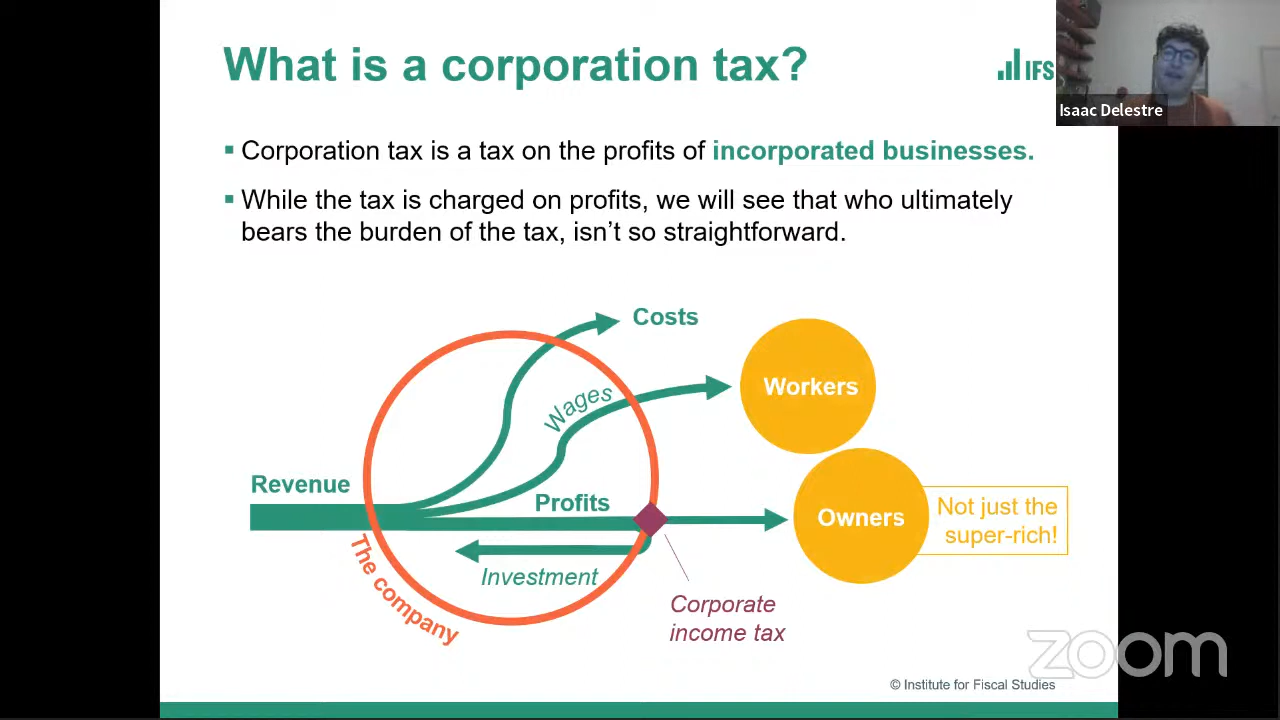 What is a corporation tax?
IFS
Isaac Delestre
▪ Corporation tax is a tax on the profits of incorporated businesses.
▪ While the tax is charged on profits, we will see that who ultimately
bears the burden of the tax, isn't so straightforward.
Costs
Wages
Workers
Revenue
Profits
Owners
Not just the
super-rich!
Investment
The company
Corporate
income tax
zoom
© Institute for Fiscal Studies